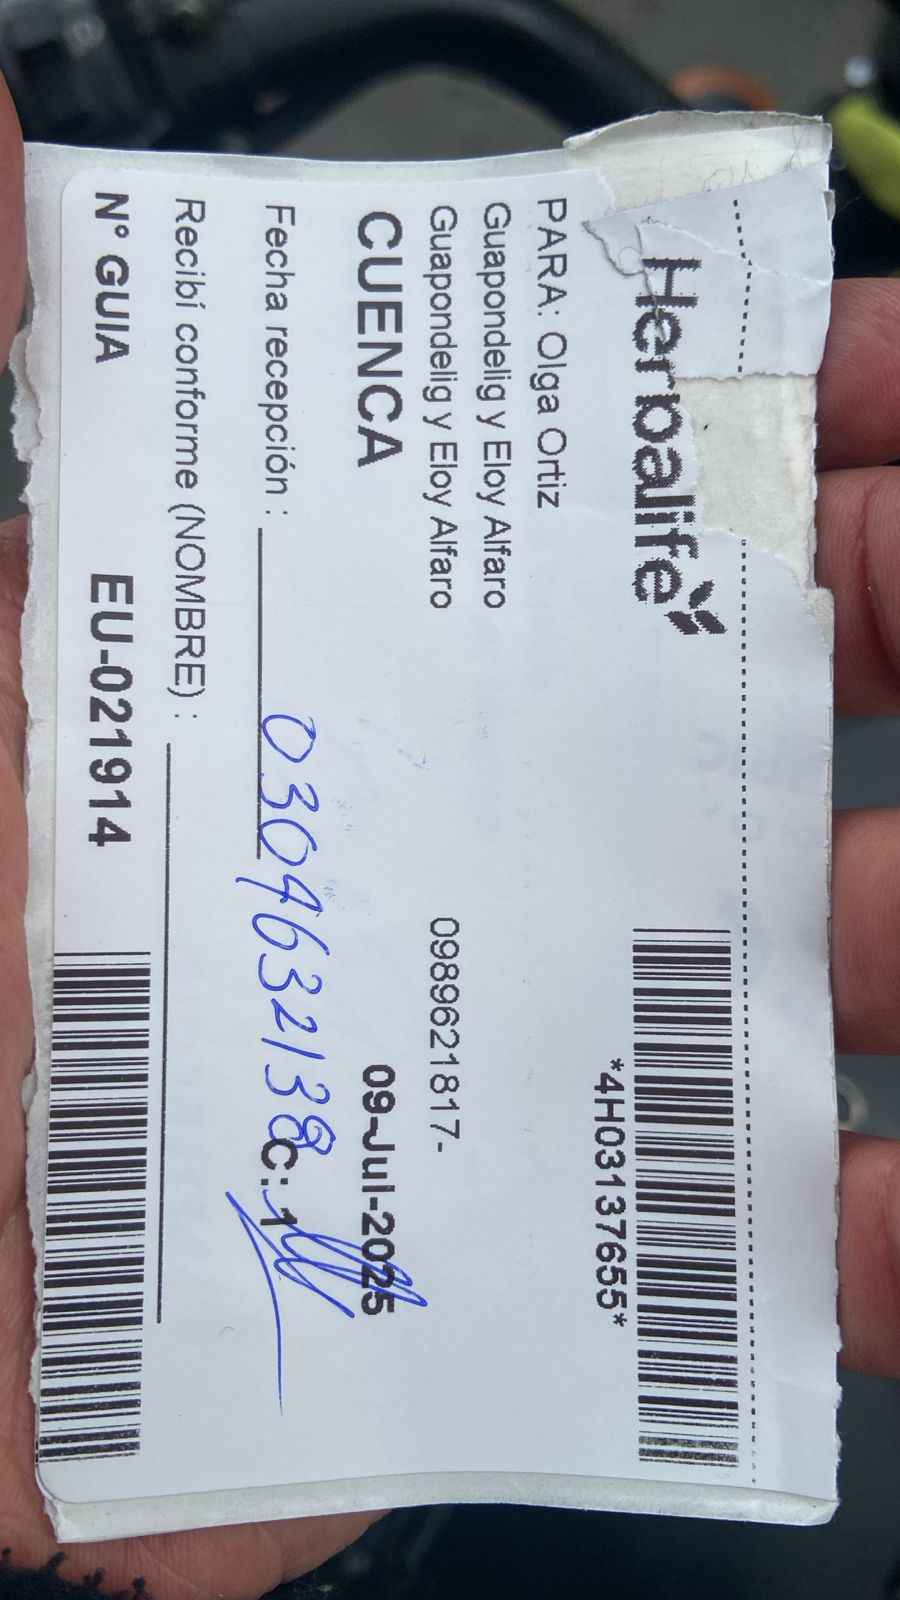 Herbalife
*4H03137655*
PARA: Olga Ortiz
Guapondelig y Eloy Alfaro
Guapondelig y Eloy Alfaro 0989621817-
CUENCA 09-Jul-2025
Fecha recepción : 0304632138 C: 1
Recibí conforme (NOMBRE) :
N° GUIA EU-021914